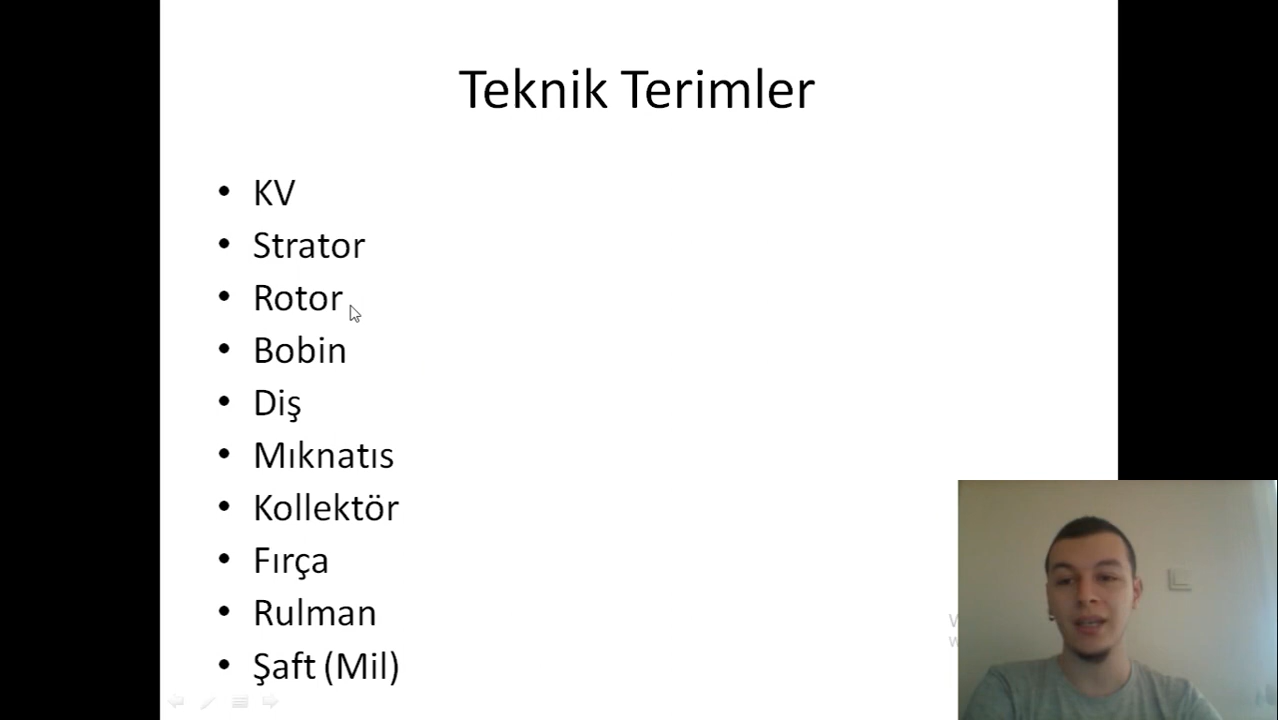 Teknik Terimler
• KV
• Strator
• Rotor
• Bobin
• Diş
• Mıknatıs
• Kollektör
• Fırça
• Rulman
• Şaft (Mil)